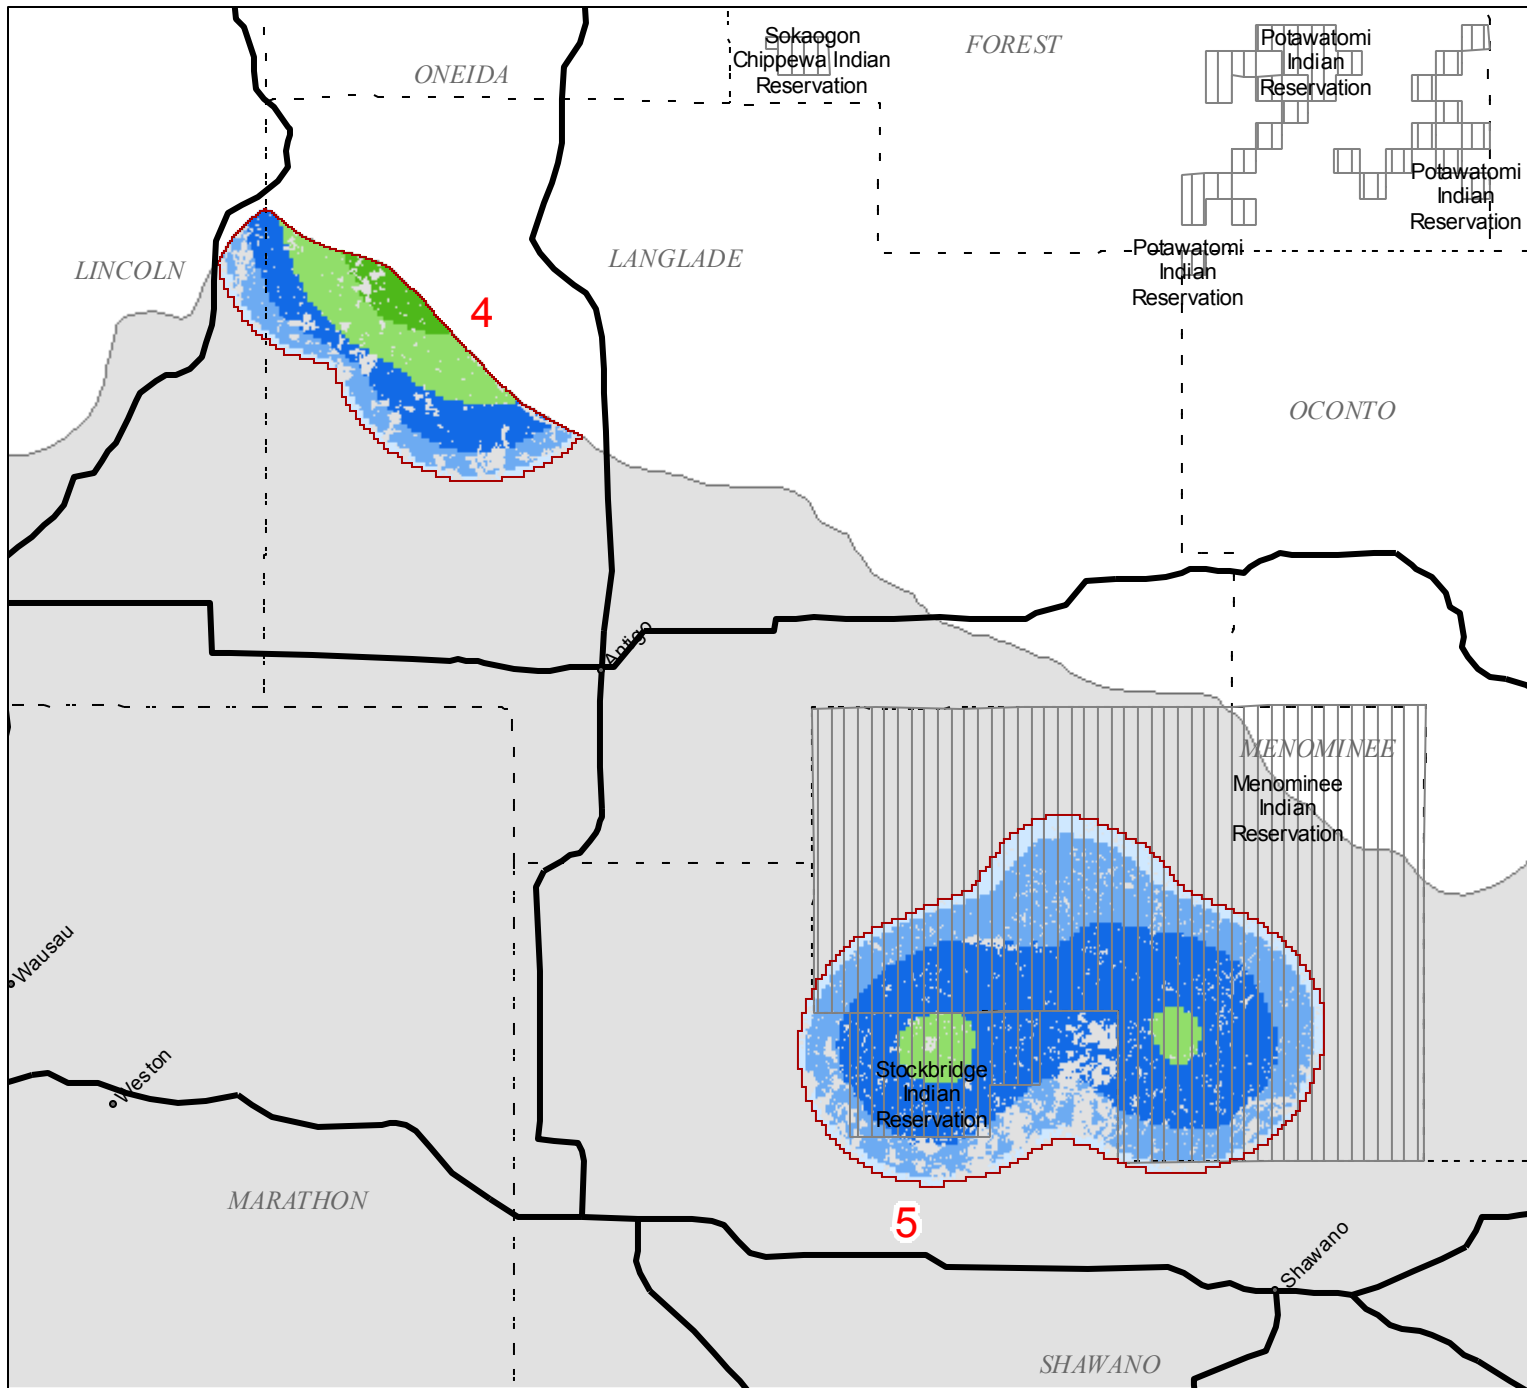 Sokaogon
Chippewa Indian
Reservation
FOREST
Potawatomi
Indian
Reservation
ONEIDA
Potawatomi
Indian
Reservation
LINCOLN
LANGLADE
Potawatomi
Indian
Reservation
4
OCONTO
Antigo
MENOMINEE
Menominee
Indian
Reservation
Wausau
Weston
Stockbridge
Indian
Reservation
MARATHON
5
Shawano
SHAWANO